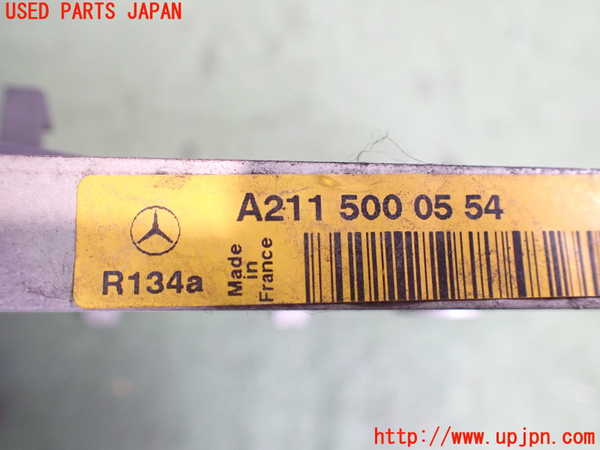 USED PARTS JAPAN
A211 500 05 54
R134a
Made
in
France
http://www.upjpn.com/